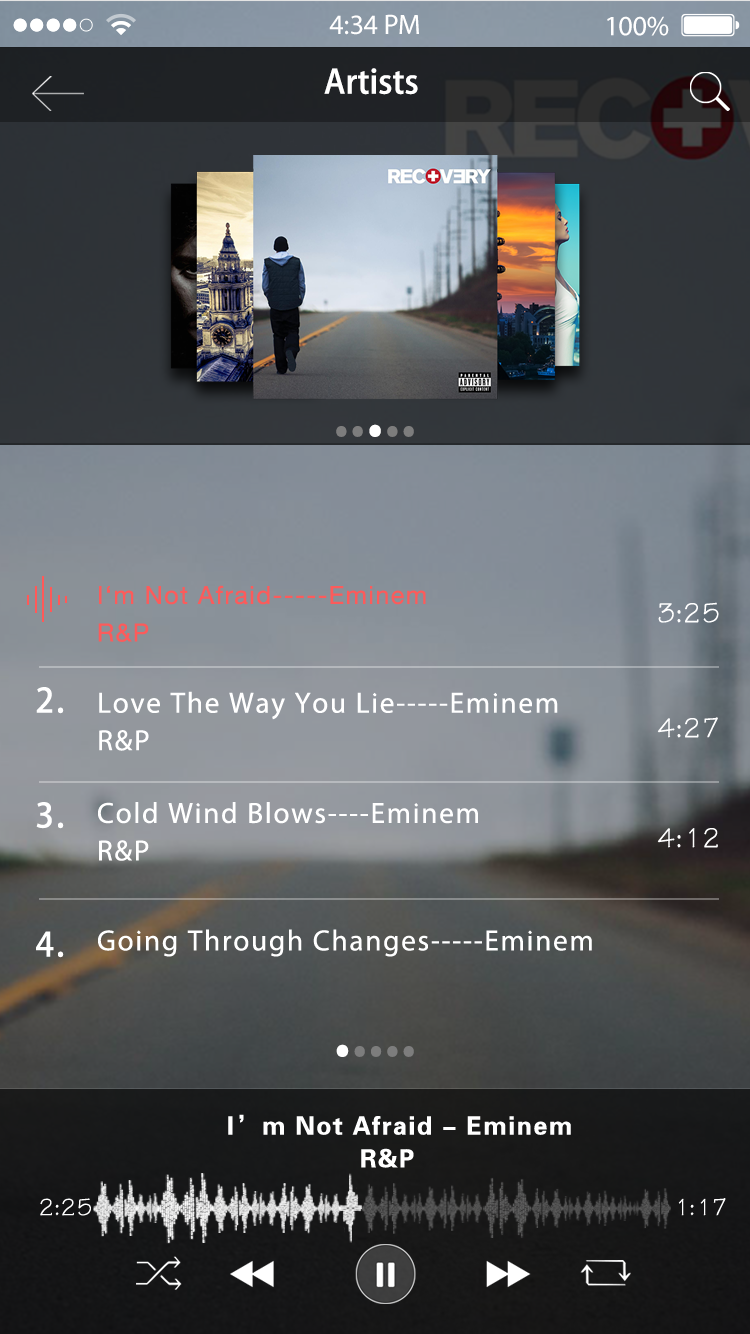 4:34 PM
100%
Artists
RECOV
RECOVERY
PARENTAL
ADVISORY
EXPLICIT CONTENT
I'm Not Afraid-----Eminem
R&P
3:25
2.
Love The Way You Lie-----Eminem
R&P
4:27
3.
Cold Wind Blows----Eminem
R&P
4:12
4.
Going Through Changes-----Eminem
I’m Not Afraid – Eminem
R&P
2:25
1:17